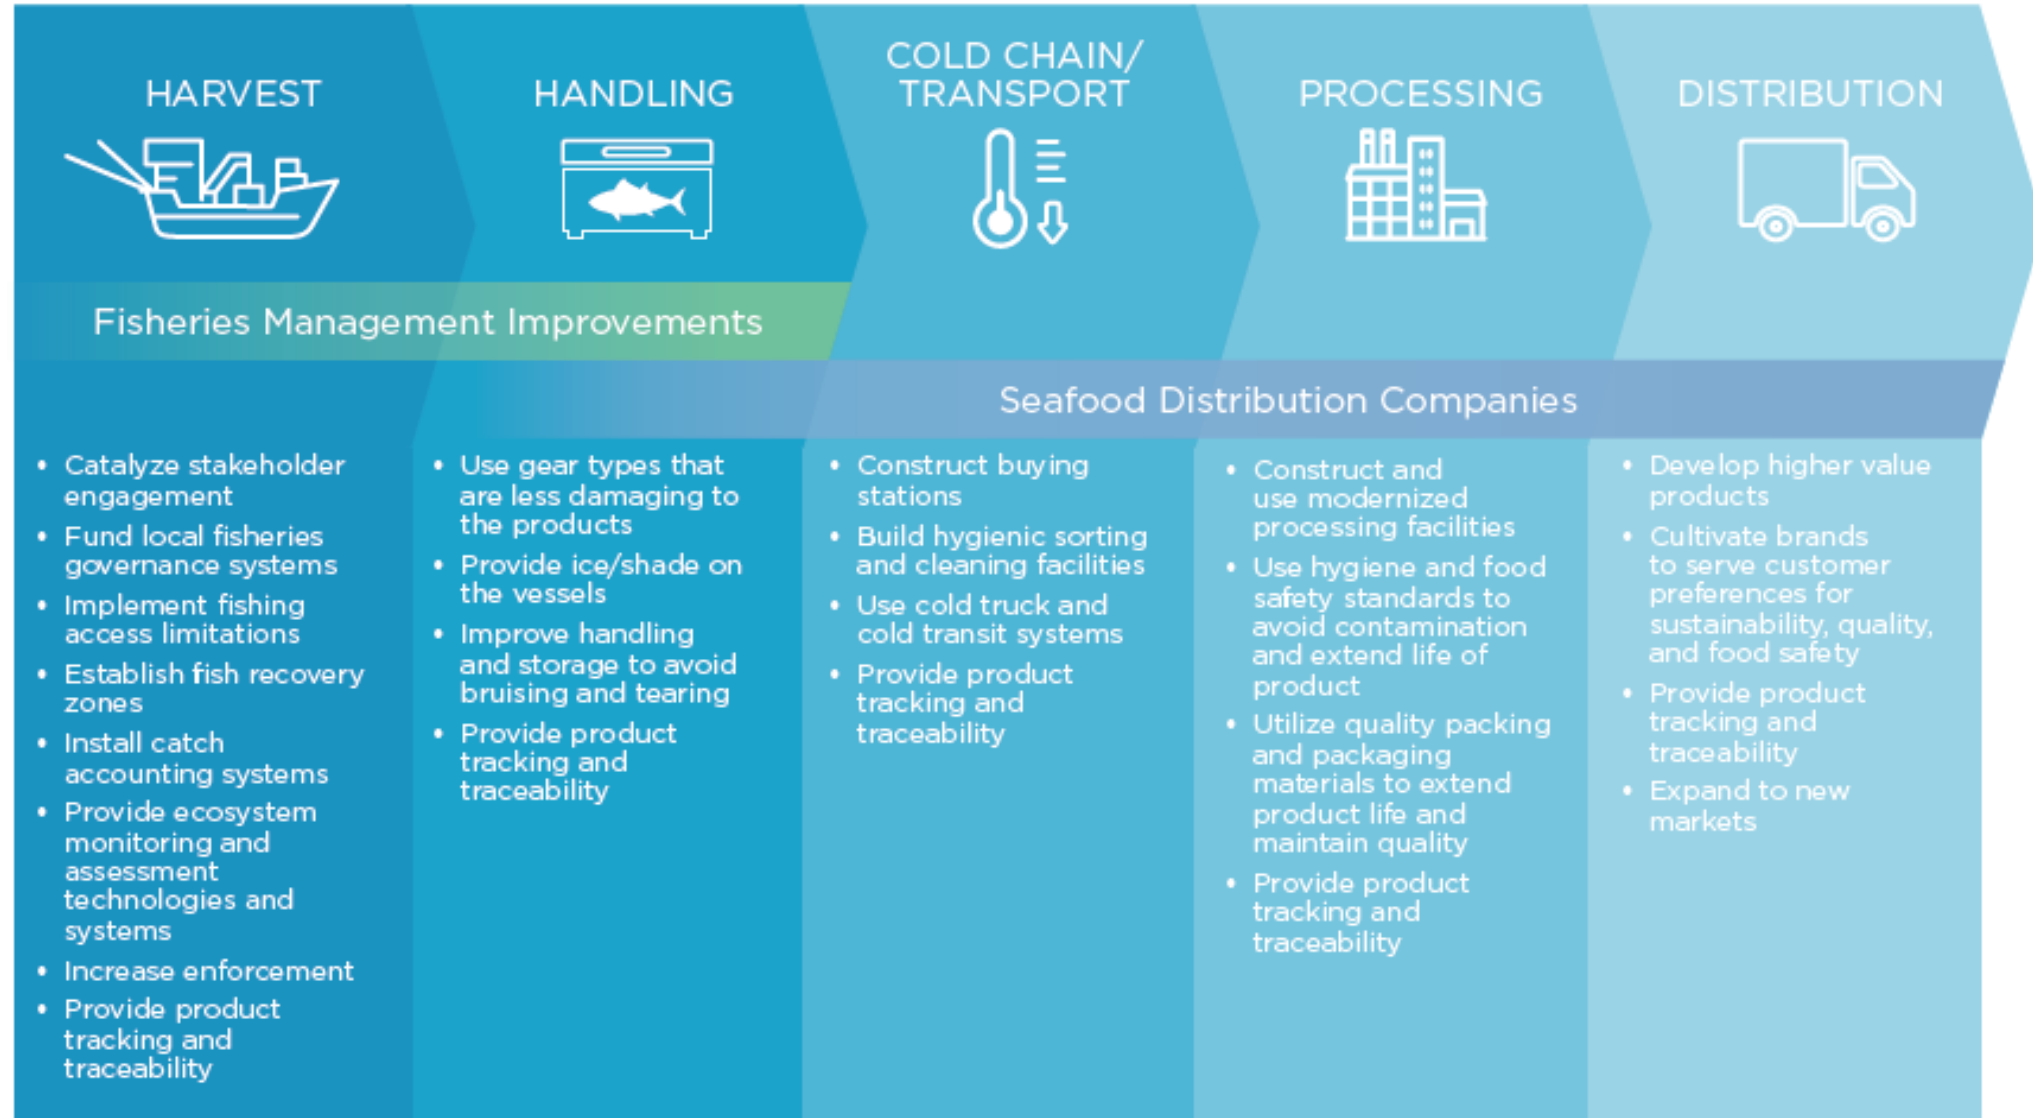 HARVEST
HANDLING
COLD CHAIN/
TRANSPORT
PROCESSING
DISTRIBUTION
Fisheries Management Improvements
Seafood Distribution Companies
• Catalyze stakeholder
engagement
• Fund local fisheries
governance systems
• Implement fishing
access limitations
• Establish fish recovery
zones
• Install catch
accounting systems
• Provide ecosystem
monitoring and
assessment
technologies and
systems
• Increase enforcement
• Provide product
tracking and
traceability
• Use gear types that
are less damaging to
the products
• Provide ice/shade on
the vessels
• Improve handling
and storage to avoid
bruising and tearing
• Provide product
tracking and
traceability
• Construct buying
stations
• Build hygienic sorting
and cleaning facilities
• Use cold truck and
cold transit systems
• Provide product
tracking and
traceability
• Construct and
use modernized
processing facilities
• Use hygiene and food
safety standards to
avoid contamination
and extend life of
product
• Utilize quality packing
and packaging
materials to extend
product life and
maintain quality
• Provide product
tracking and
traceability
• Develop higher value
products
• Cultivate brands
to serve customer
preferences for
sustainability, quality,
and food safety
• Provide product
tracking and
traceability
• Expand to new
markets